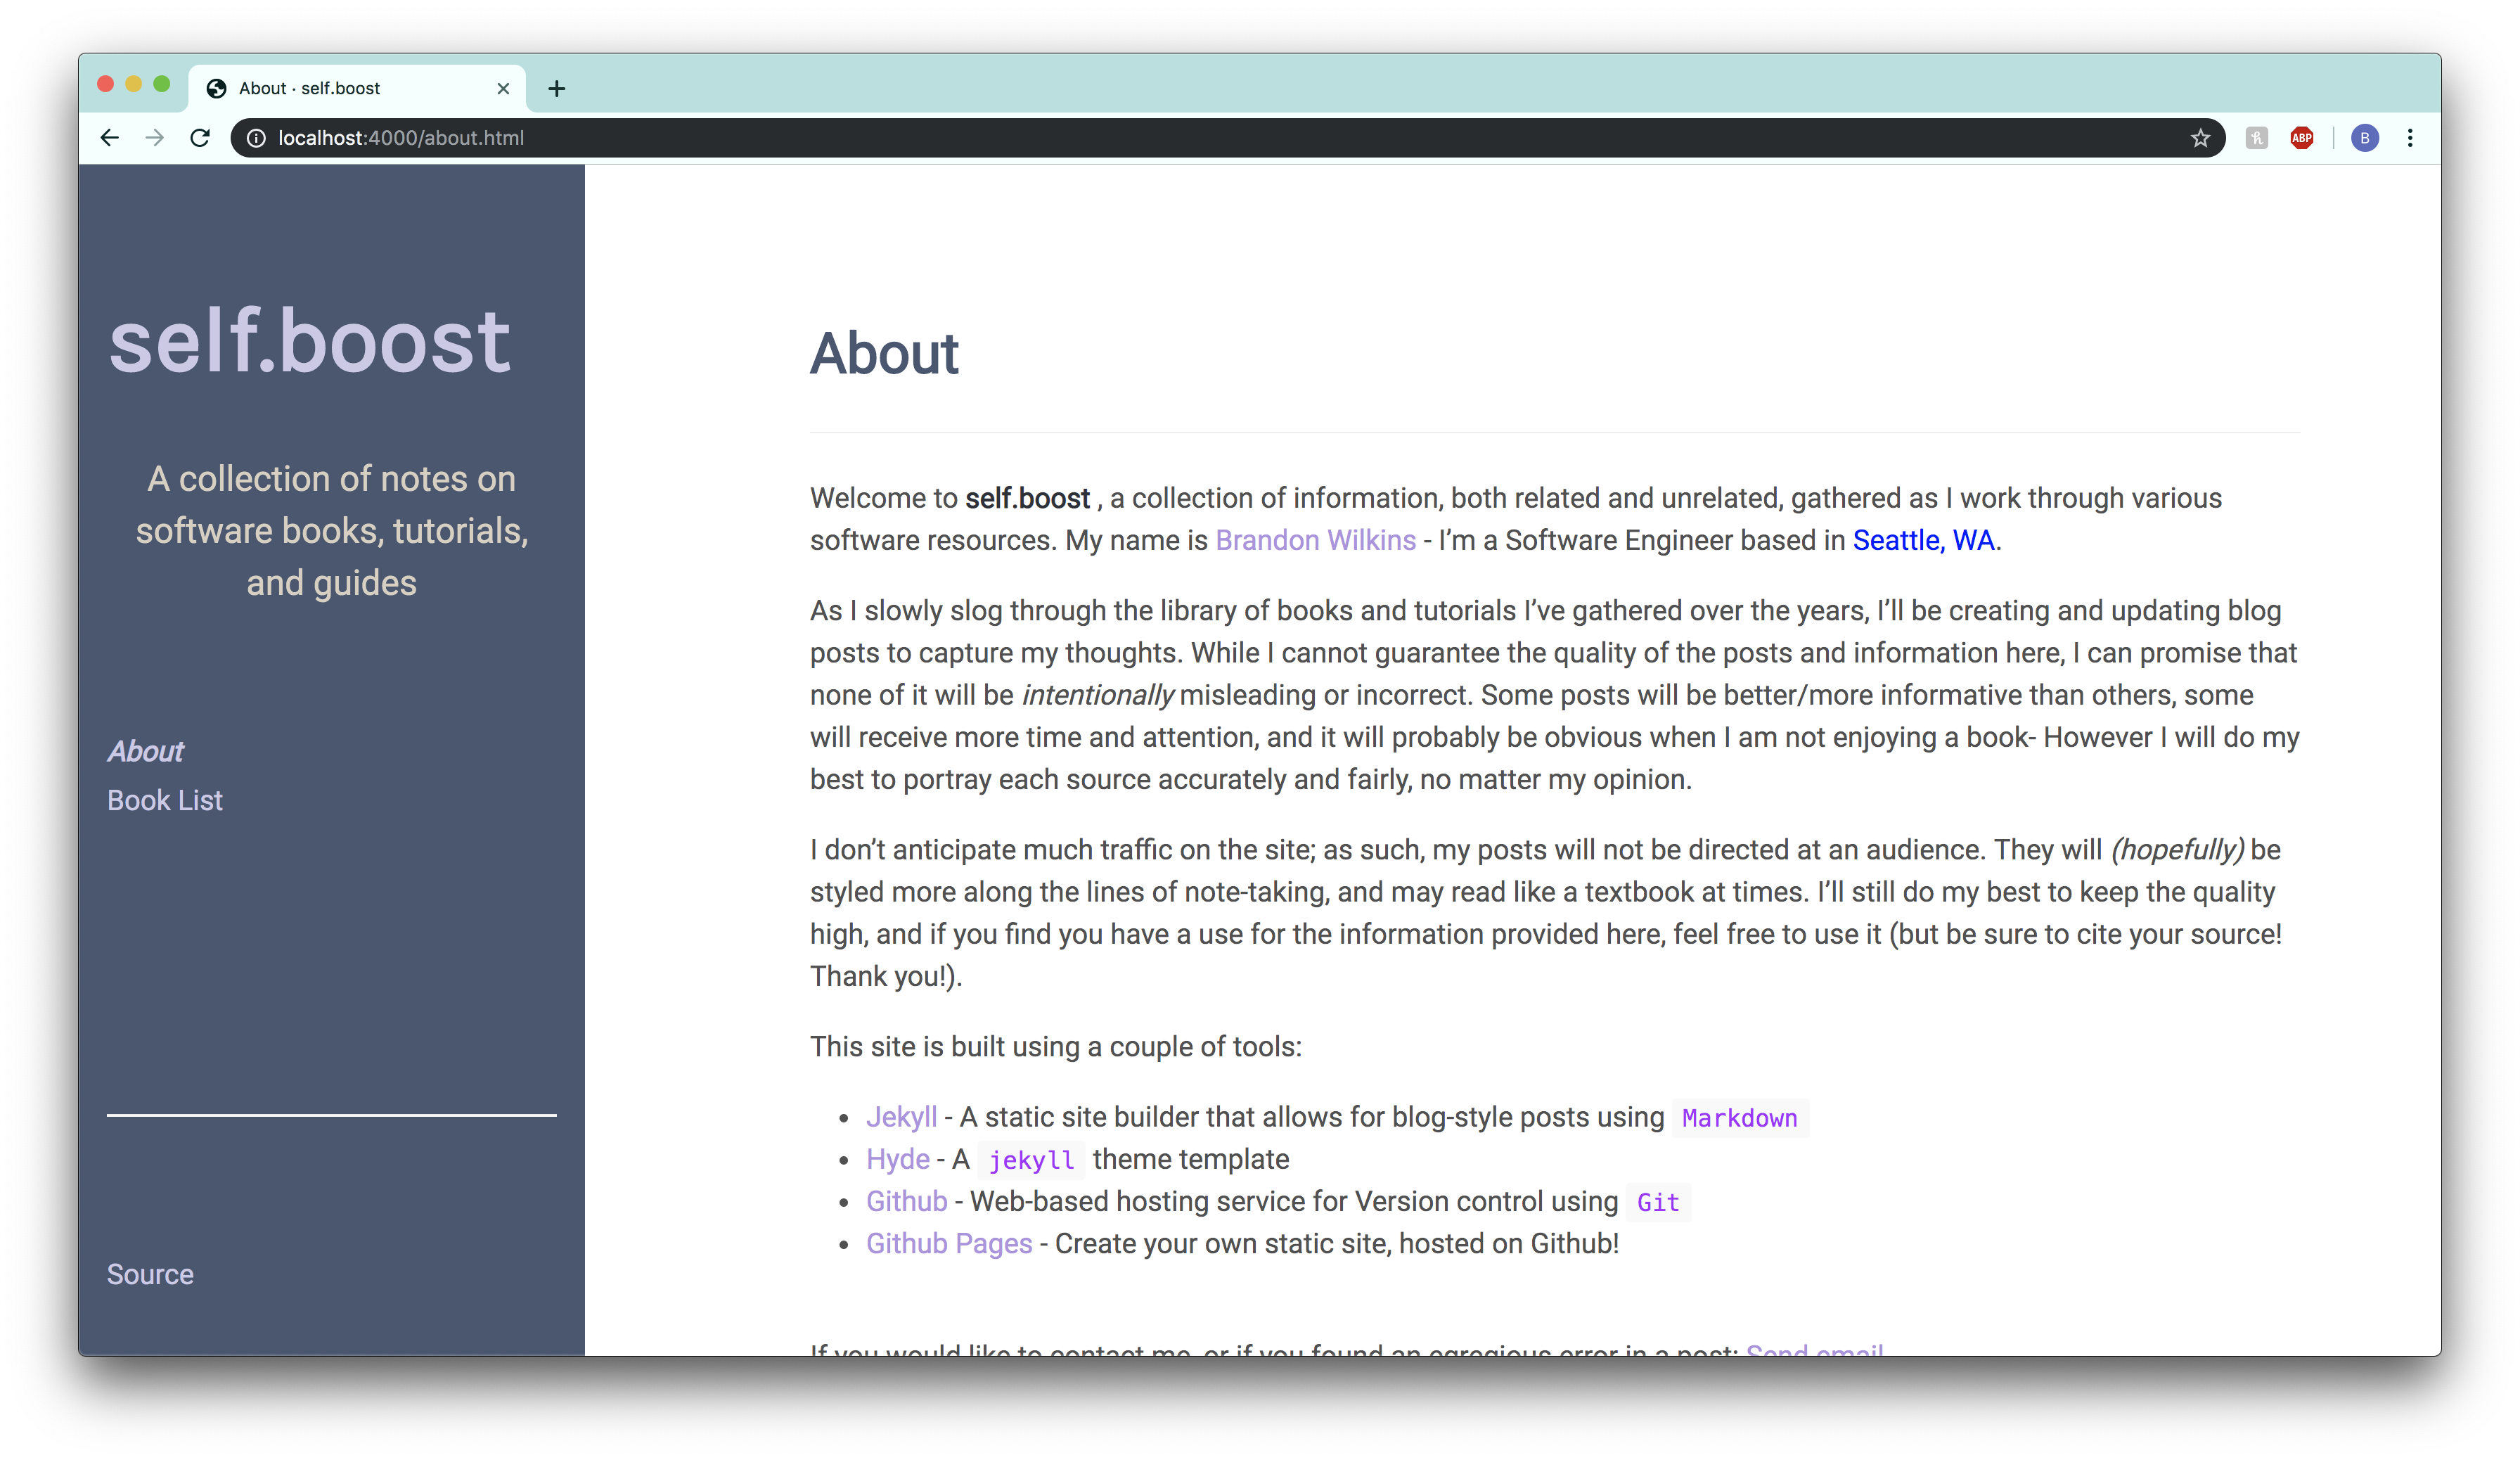 About · self.boost
localhost:4000/about.html
ABP
B
self.boost
A collection of notes on
software books, tutorials,
and guides
About
Book List
Source
About
Welcome to self.boost , a collection of information, both related and unrelated, gathered as I work through various
software resources. My name is Brandon Wilkins - I’m a Software Engineer based in Seattle, WA.
As I slowly slog through the library of books and tutorials I’ve gathered over the years, I’ll be creating and updating blog
posts to capture my thoughts. While I cannot guarantee the quality of the posts and information here, I can promise that
none of it will be intentionally misleading or incorrect. Some posts will be better/more informative than others, some
will receive more time and attention, and it will probably be obvious when I am not enjoying a book- However I will do my
best to portray each source accurately and fairly, no matter my opinion.
I don’t anticipate much traffic on the site; as such, my posts will not be directed at an audience. They will (hopefully) be
styled more along the lines of note-taking, and may read like a textbook at times. I’ll still do my best to keep the quality
high, and if you find you have a use for the information provided here, feel free to use it (but be sure to cite your source!
Thank you!).
This site is built using a couple of tools:
• Jekyll - A static site builder that allows for blog-style posts using Markdown
• Hyde - A jekyll theme template
• Github - Web-based hosting service for Version control using Git
• Github Pages - Create your own static site, hosted on Github!
If you would like to contact me, or if you found an egregious error in a post: Send email